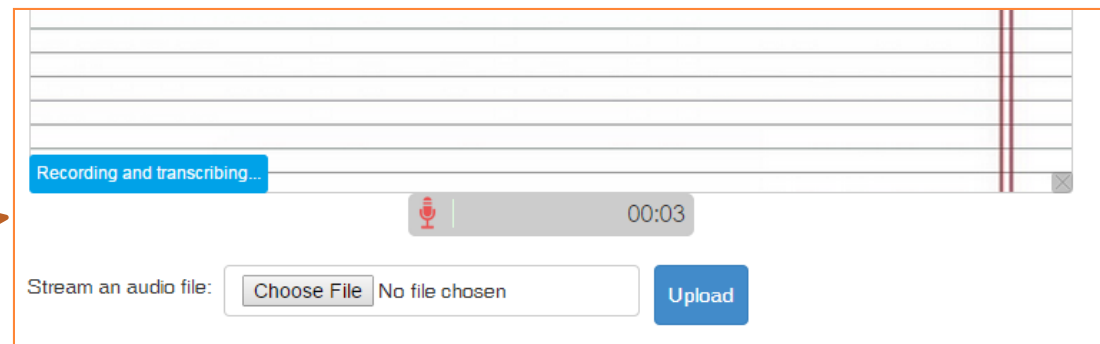 Recording and transcribing...
00:03
Stream an audio file: Choose File No file chosen Upload